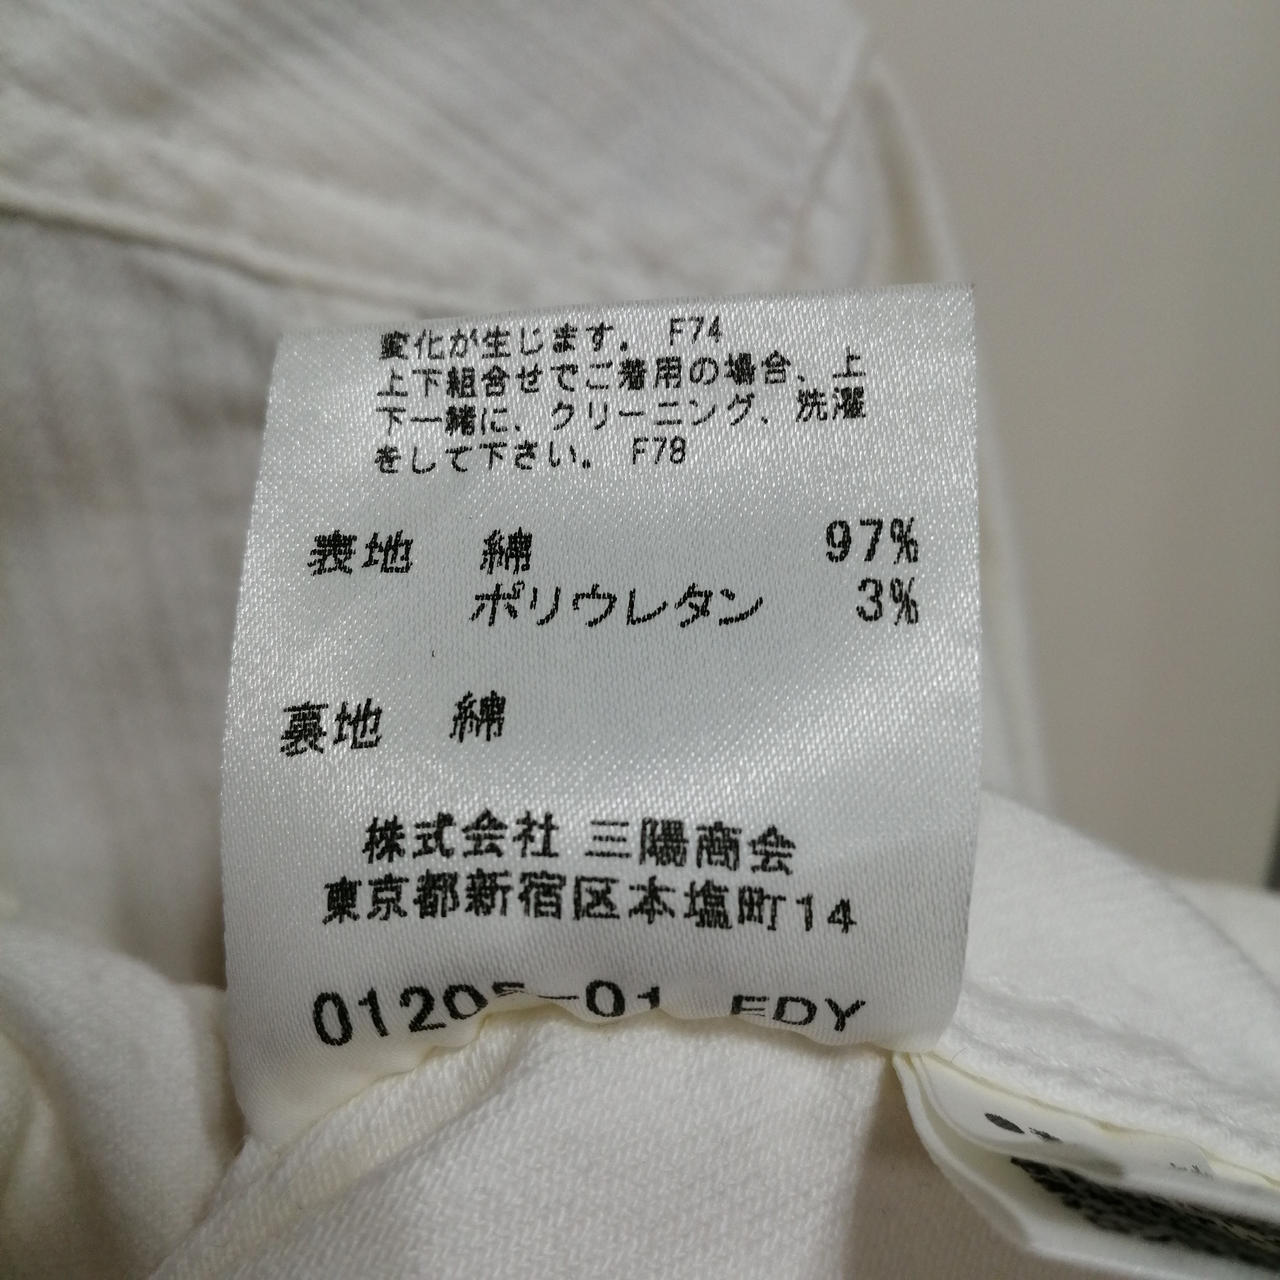 変化が生じます。 F74
上下組合せでご着用の場合、上
下一緒に、クリーニング、洗濯
をして下さい。 F78
表地 綿 97%
ポリウレタン 3%
裏地 綿
株式会社 三陽商会
東京都新宿区本塩町14
01205-01 EDY